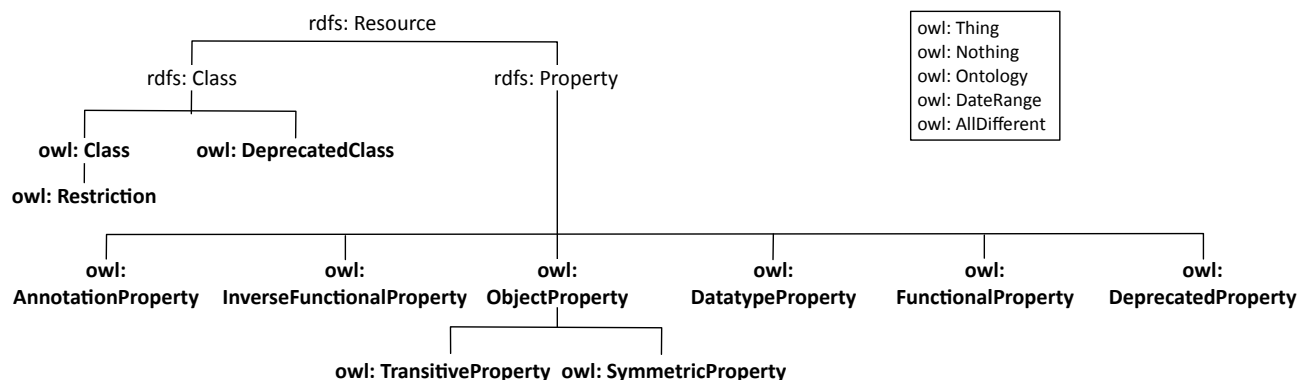 rdfs: Resource
rdfs: Class
rdfs: Property
owl: Thing
owl: Nothing
owl: Ontology
owl: DateRange
owl: AllDifferent
owl: Class
owl: DeprecatedClass
owl: Restriction
owl:
AnnotationProperty
owl:
InverseFunctionalProperty
owl:
ObjectProperty
owl:
DatatypeProperty
owl:
FunctionalProperty
owl:
DeprecatedProperty
owl: TransitiveProperty
owl: SymmetricProperty